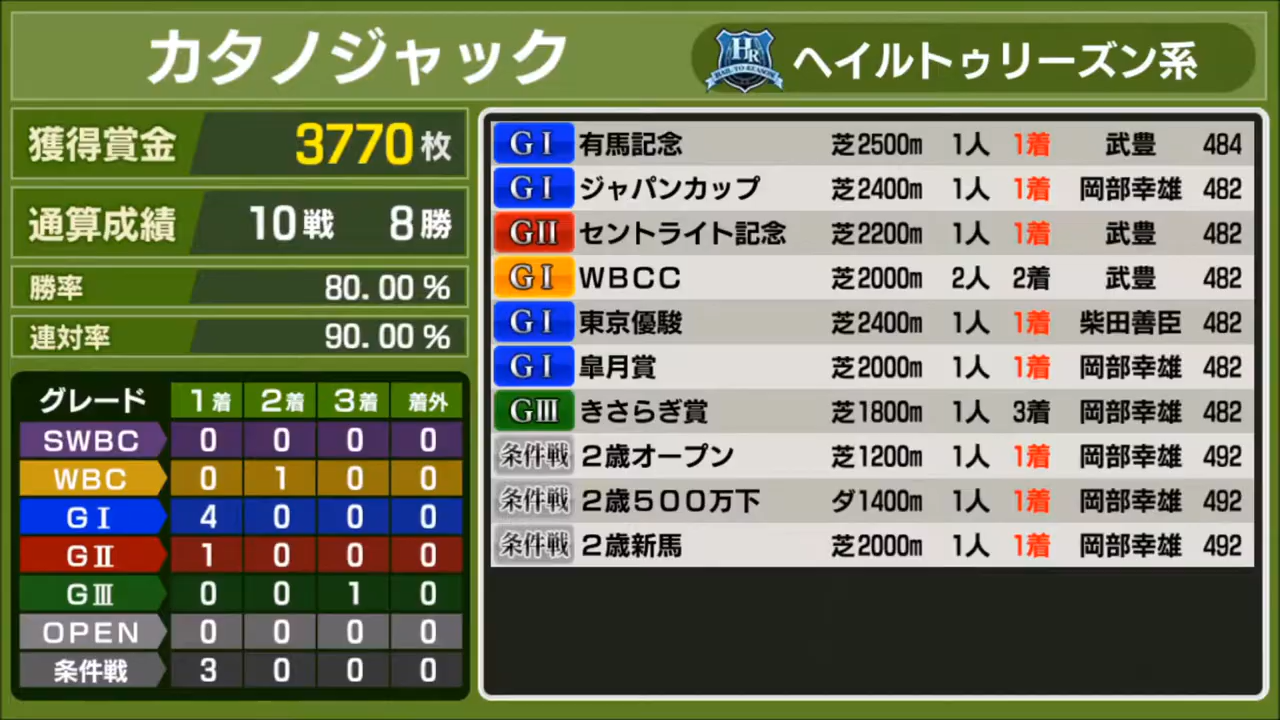 カタノジャック
HR
HAIL TO REASON
ヘイルトゥリーズン系
獲得賞金 3770枚
通算成績 10戦 8勝
勝率 80.00%
連対率 90.00%
グレード 1着 2着 3着 着外
SWBC 0 0 0 0
WBC 0 1 0 0
GⅠ 4 0 0 0
GⅡ 1 0 0 0
GⅢ 0 0 1 0
OPEN 0 0 0 0
条件戦 3 0 0 0
GⅠ 有馬記念 芝2500m 1人 1着 武豊 484
GⅠ ジャパンカップ 芝2400m 1人 1着 岡部幸雄 482
GⅡ セントライト記念 芝2200m 1人 1着 武豊 482
GⅠ WBCC 芝2000m 2人 2着 武豊 482
GⅠ 東京優駿 芝2400m 1人 1着 柴田善臣 482
GⅠ 皐月賞 芝2000m 1人 1着 岡部幸雄 482
GⅢ きさらぎ賞 芝1800m 1人 3着 岡部幸雄 482
条件戦 2歳オープン 芝1200m 1人 1着 岡部幸雄 492
条件戦 2歳500万下 ダ1400m 1人 1着 岡部幸雄 492
条件戦 2歳新馬 芝2000m 1人 1着 岡部幸雄 492